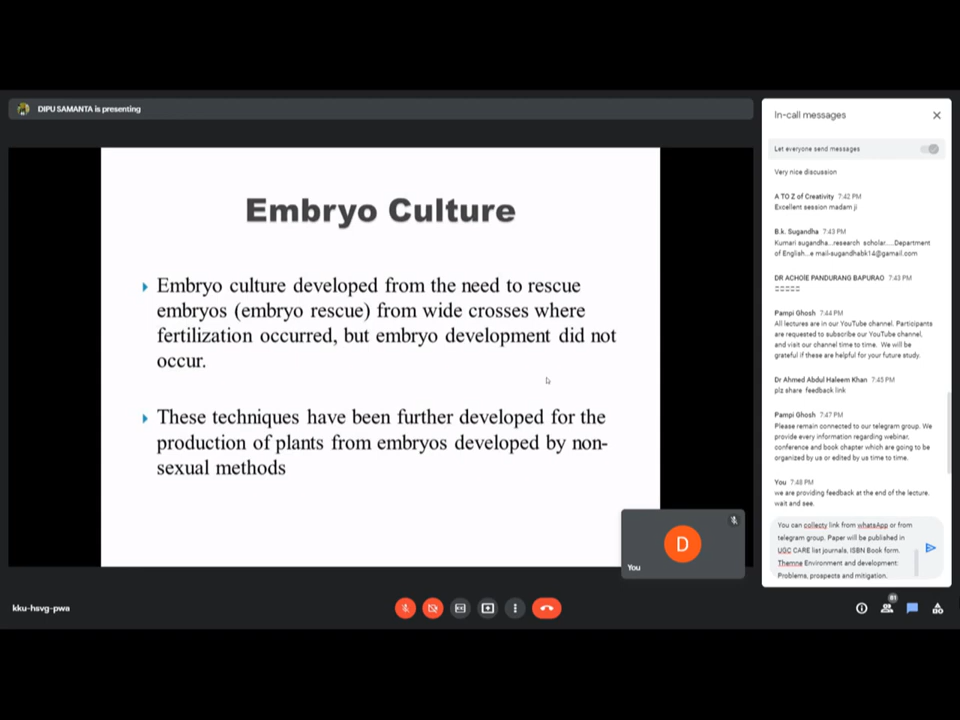 DIPU SAMANTA is presenting
Embryo Culture
Embryo culture developed from the need to rescue
embryos (embryo rescue) from wide crosses where
fertilization occurred, but embryo development did not
occur.
These techniques have been further developed for the
production of plants from embryos developed by non-
sexual methods
D
You
kku-hsvg-pwa
In-call messages
Let everyone send messages
Very nice discussion
A TO Z of Creativity 7:42 PM
Excellent session madam ji
B.k. Sugandha 7:43 PM
Kumari sugandha...research scholar.....Department
of English...e mail-sugandhabk14@gamail.com
DR ACHOLE PANDURANG BAPURAO 7:43 PM
Pampi Ghosh 7:44 PM
All lectures are in our YouTube channel. Participants
are requested to subscribe our YouTube channel,
and visit our channel time to time. We will be
grateful if these are helpful for your future study.
Dr Ahmed Abdul Haleem Khan 7:45 PM
plz share feedback link
Pampi Ghosh 7:47 PM
Please remain connected to our telegram group. We
provide every information regarding webinar,
conference and book chapter which are going to be
organized by us or edited by us time to time.
You 7:48 PM
we are providing feedback at the end of the lecture.
wait and see.
You can collecty link from whatsApp or from
telegram group. Paper will be published in
UGC CARE list journals, ISBN Book form.
Themne Environment and development:
Problems, prospects and mitigation.
81